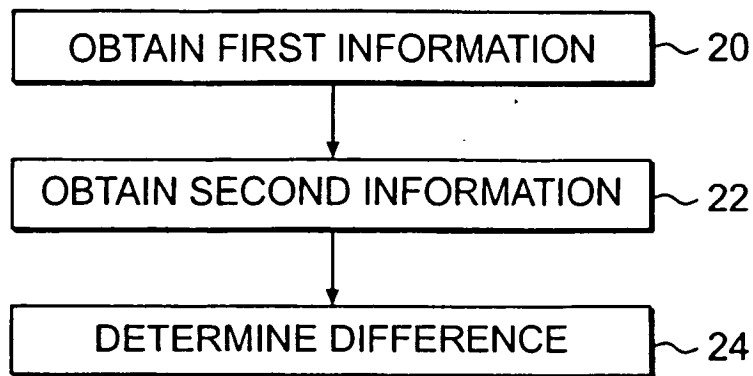 OBTAIN FIRST INFORMATION 20
OBTAIN SECOND INFORMATION 22
DETERMINE DIFFERENCE 24